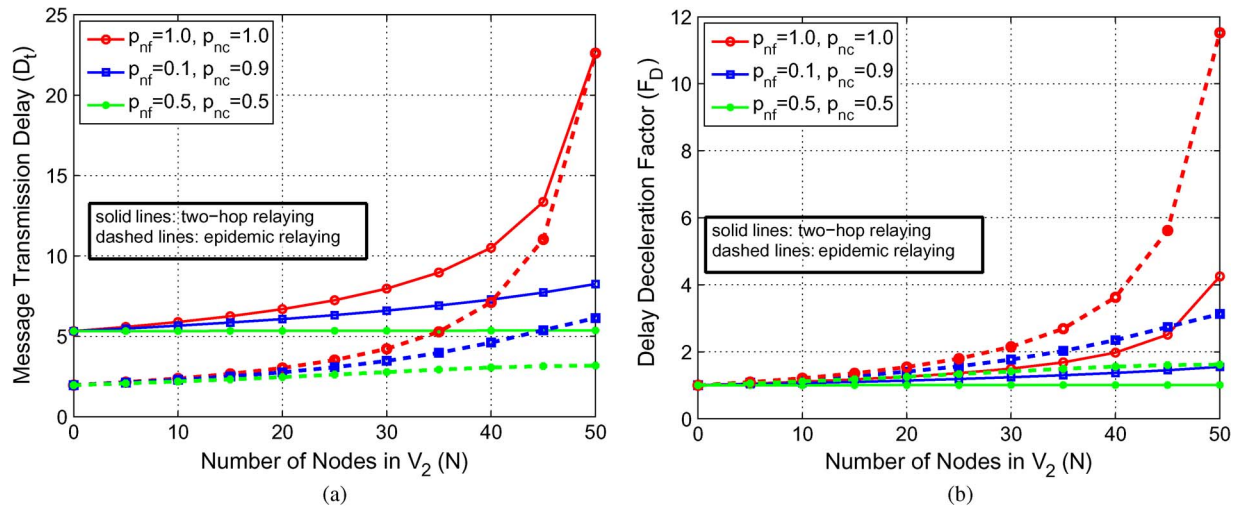 25
20
15
10
5
0
Message Transmission Delay (D_t)
p_nf=1.0, p_nc=1.0
p_nf=0.1, p_nc=0.9
p_nf=0.5, p_nc=0.5
solid lines: two−hop relaying
dashed lines: epidemic relaying
0 10 20 30 40 50
Number of Nodes in V_2 (N)
(a)
12
10
8
6
4
2
0
Delay Deceleration Factor (F_D)
p_nf=1.0, p_nc=1.0
p_nf=0.1, p_nc=0.9
p_nf=0.5, p_nc=0.5
solid lines: two−hop relaying
dashed lines: epidemic relaying
0 10 20 30 40 50
Number of Nodes in V_2 (N)
(b)